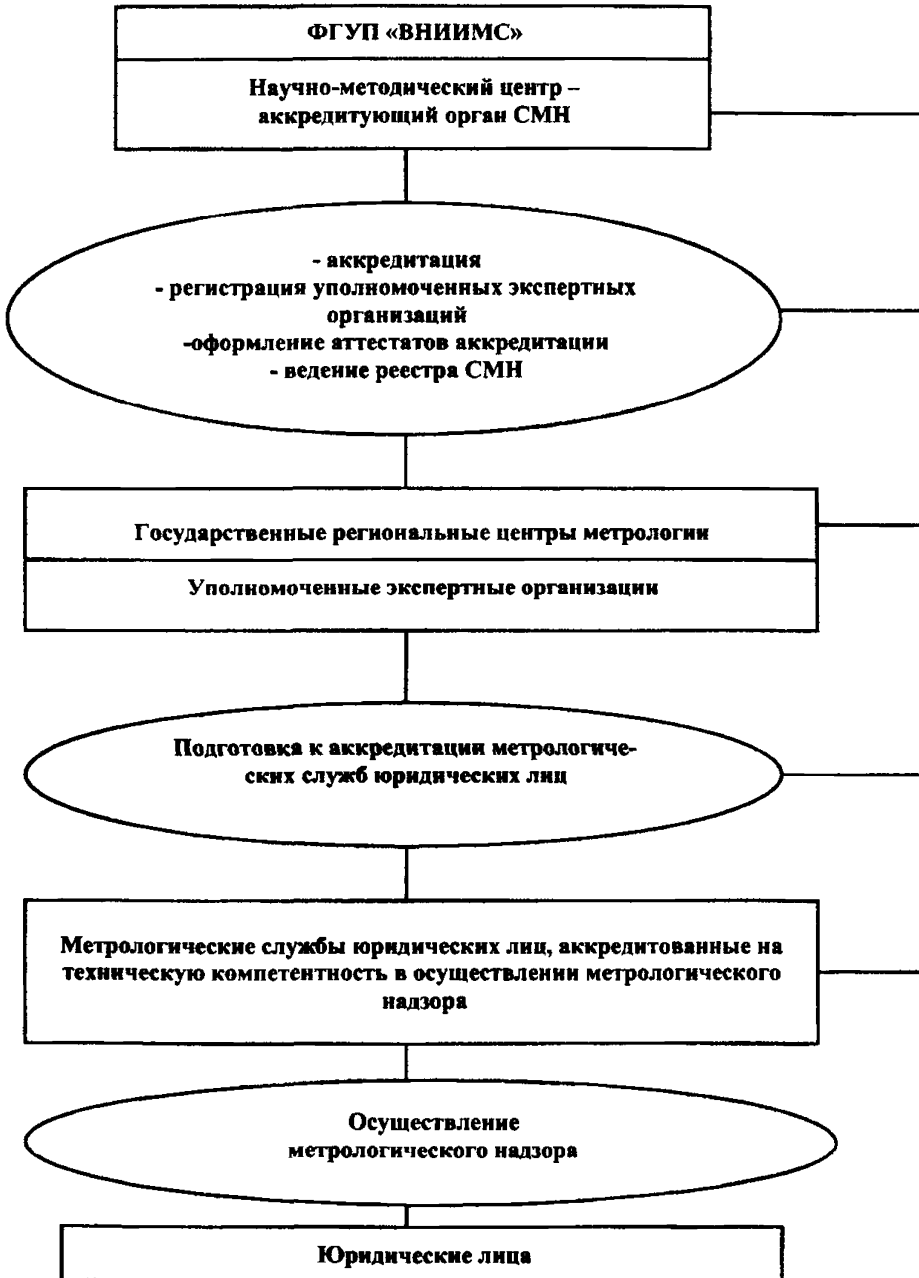 ФГУП «ВНИИМС»
Научно-методический центр –
аккредитующий орган СМН
- аккредитация
- регистрация уполномоченных экспертных
организаций
-оформление аттестатов аккредитации
- ведение реестра СМН
Государственные региональные центры метрологии
Уполномоченные экспертные организации
Подготовка к аккредитации метрологиче-
ских служб юридических лиц
Метрологические службы юридических лиц, аккредитованные на
техническую компетентность в осуществлении метрологического
надзора
Осуществление
метрологического надзора
Юридические лица